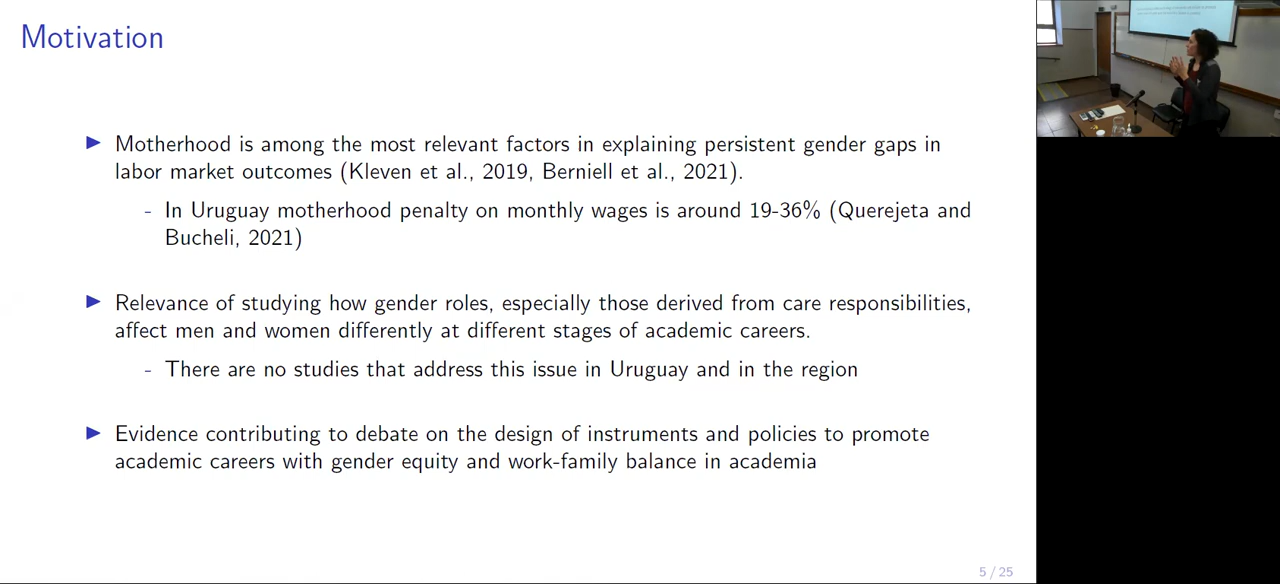 Motivation
Motherhood is among the most relevant factors in explaining persistent gender gaps in
labor market outcomes (Kleven et al., 2019, Berniell et al., 2021).
- In Uruguay motherhood penalty on monthly wages is around 19-36% (Querejeta and
Bucheli, 2021)
Relevance of studying how gender roles, especially those derived from care responsibilities,
affect men and women differently at different stages of academic careers.
- There are no studies that address this issue in Uruguay and in the region
Evidence contributing to debate on the design of instruments and policies to promote
academic careers with gender equity and work-family balance in academia
5 / 25